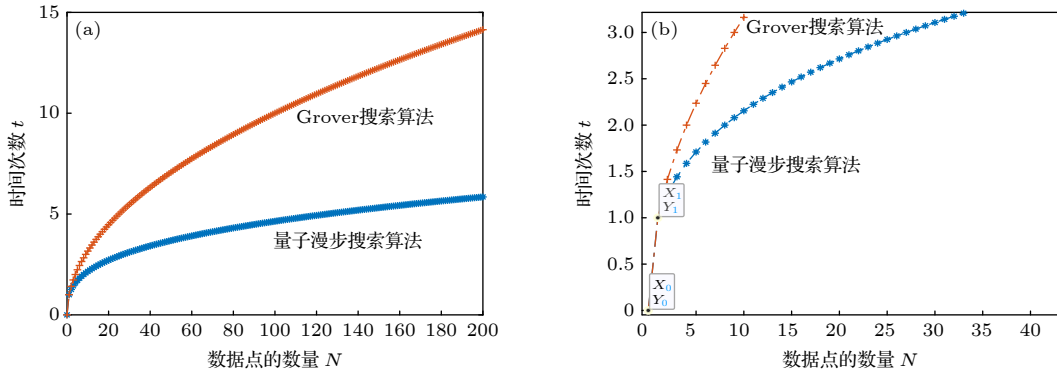 (a)
15
10
5
0
Grover搜索算法
量子漫步搜索算法
时间次数 t
0 20 40 60 80 100 120 140 160 180 200
数据点的数量 N
(b)
3.0
2.5
2.0
1.5
1.0
0.5
0
Grover搜索算法
量子漫步搜索算法
X₁
Y₁
X₀
Y₀
时间次数 t
0 5 10 15 20 25 30 35 40
数据点的数量 N